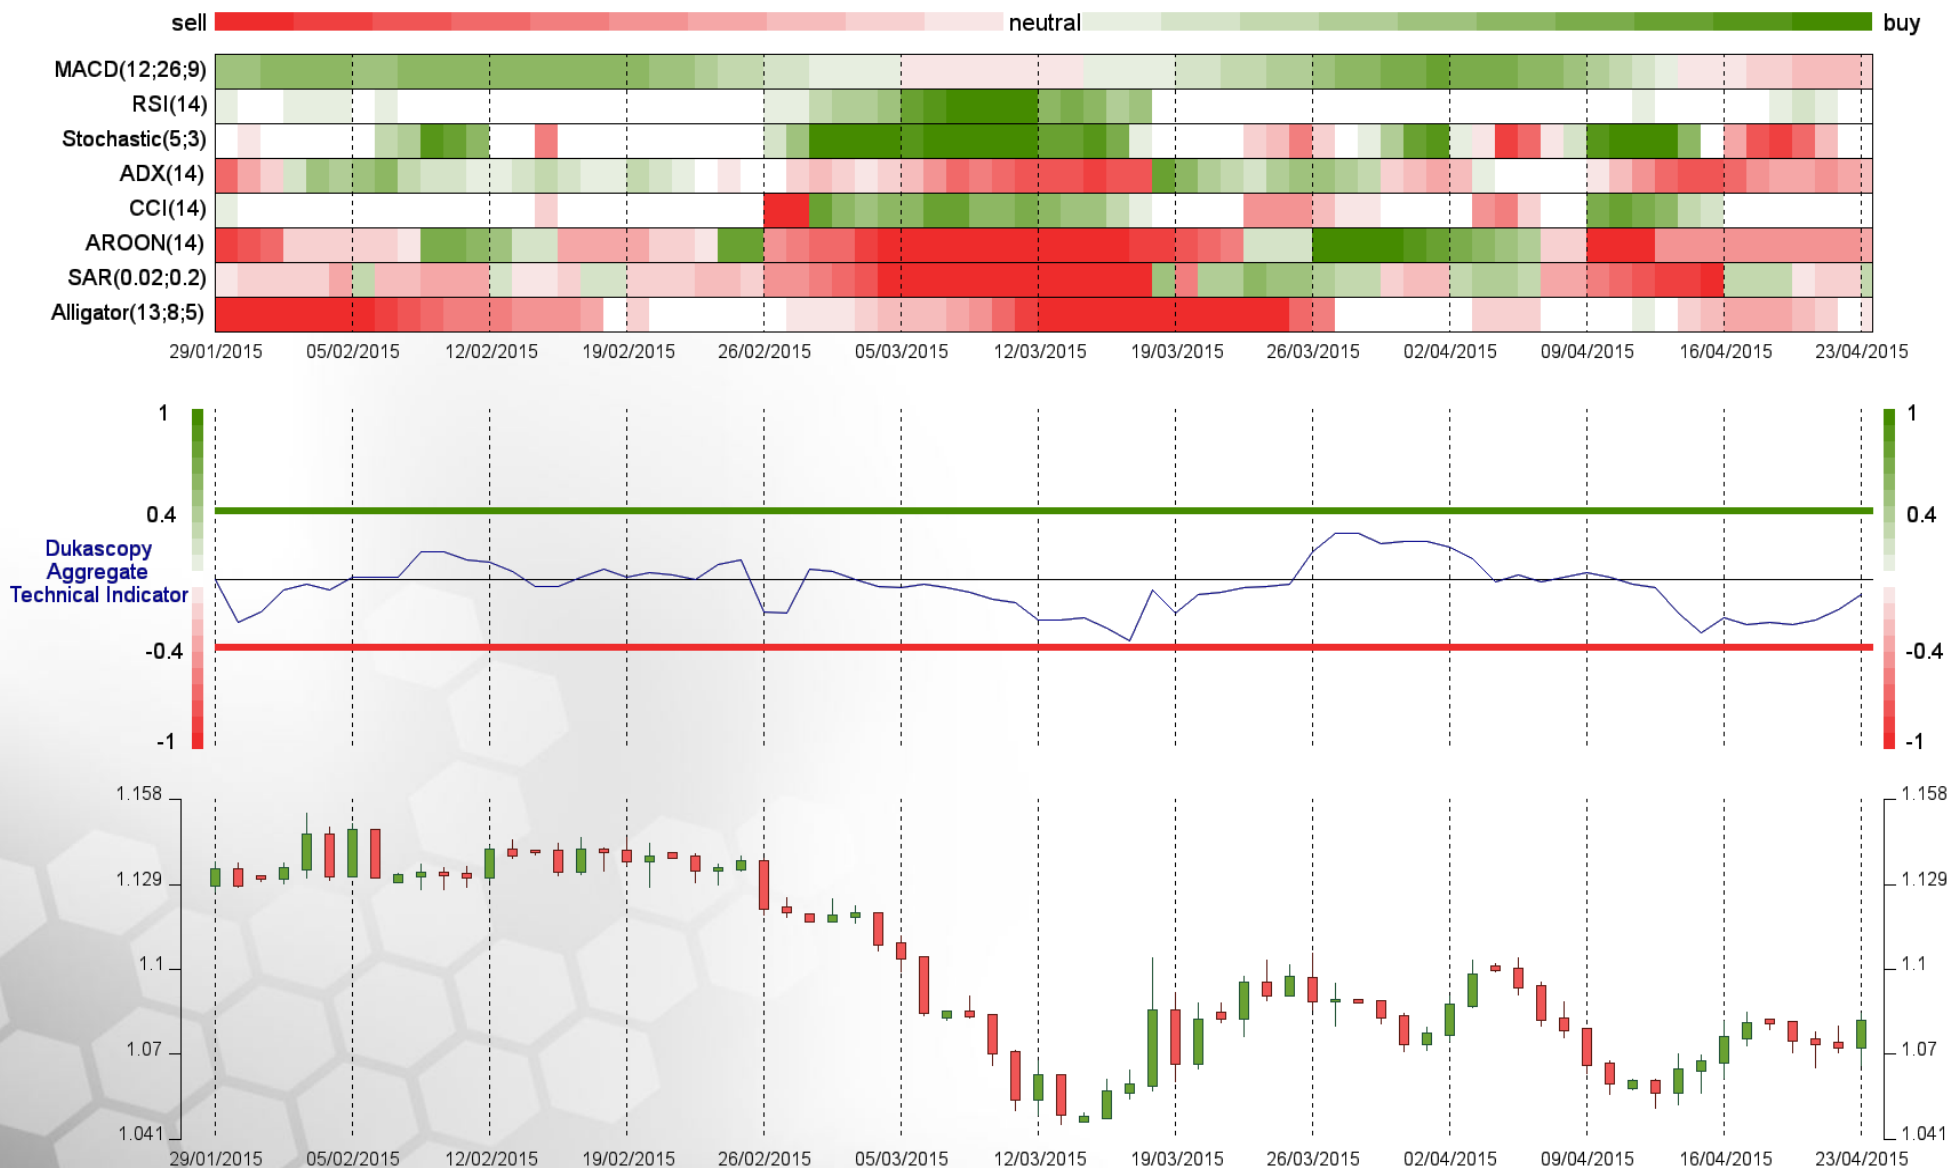 sell neutral buy
MACD(12;26;9)
RSI(14)
Stochastic(5;3)
ADX(14)
CCI(14)
AROON(14)
SAR(0.02;0.2)
Alligator(13;8;5)
29/01/2015 05/02/2015 12/02/2015 19/02/2015 26/02/2015 05/03/2015 12/03/2015 19/03/2015 26/03/2015 02/04/2015 09/04/2015 16/04/2015 23/04/2015
1 1
0.4 0.4
Dukascopy
Aggregate
Technical Indicator
-0.4 -0.4
-1 -1
1.158 1.158
1.129 1.129
1.1 1.1
1.07 1.07
1.041 1.041
29/01/2015 05/02/2015 12/02/2015 19/02/2015 26/02/2015 05/03/2015 12/03/2015 19/03/2015 26/03/2015 02/04/2015 09/04/2015 16/04/2015 23/04/2015